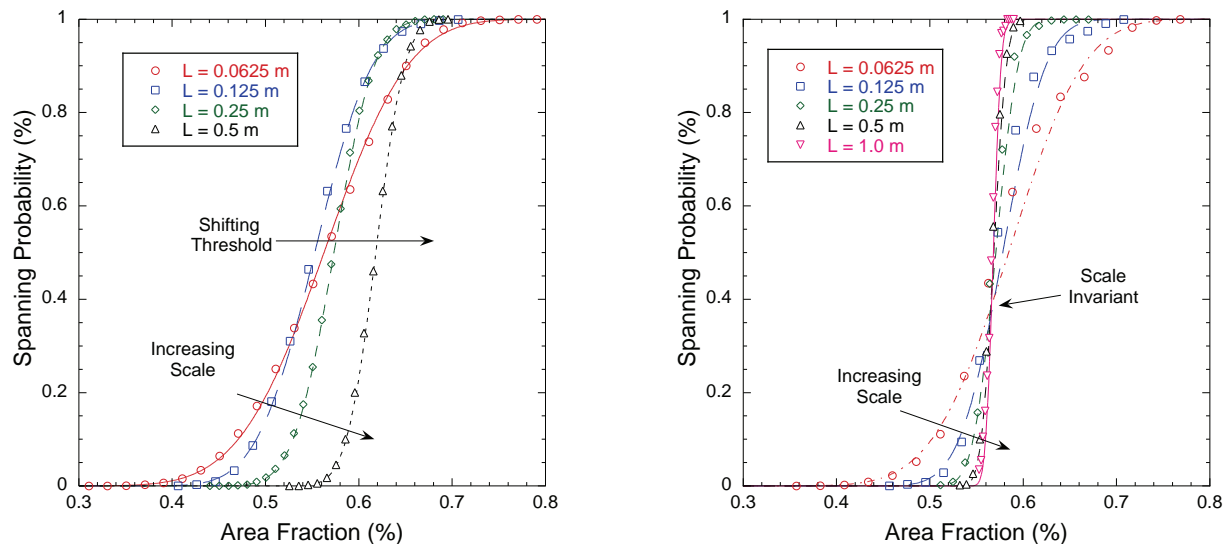 1
0.8
0.6
0.4
0.2
0
0.3
0.4
0.5
0.6
0.7
0.8
Spanning Probability (%)
Area Fraction (%)
L = 0.0625 m
L = 0.125 m
L = 0.25 m
L = 0.5 m
Shifting
Threshold
Increasing
Scale
1
0.8
0.6
0.4
0.2
0
0.3
0.4
0.5
0.6
0.7
0.8
Spanning Probability (%)
Area Fraction (%)
L = 0.0625 m
L = 0.125 m
L = 0.25 m
L = 0.5 m
L = 1.0 m
Scale
Invariant
Increasing
Scale